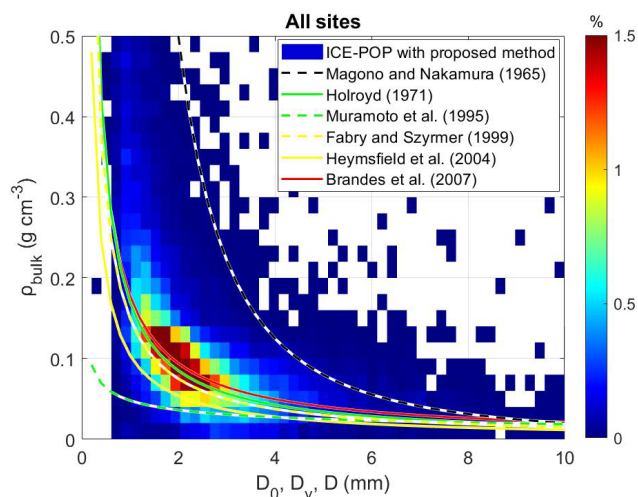 All sites
%
ICE-POP with proposed method
Magono and Nakamura (1965)
Holroyd (1971)
Muramoto et al. (1995)
Fabry and Szyrmer (1999)
Heymsfield et al. (2004)
Brandes et al. (2007)
ρbulk (g cm-3)
0.5
0.4
0.3
0.2
0.1
0
0 2 4 6 8 10
D0, Dv, D (mm)
1.5
1
0.5
0